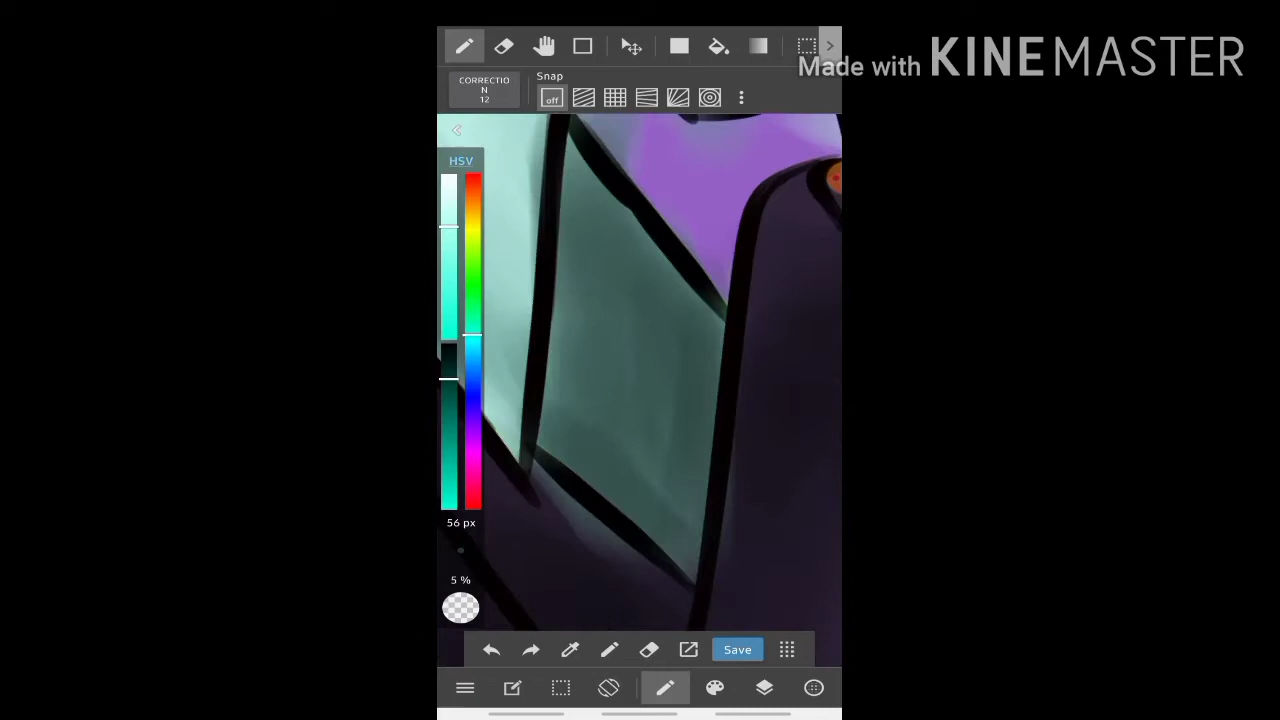 Made with KINEMASTER
Snap
CORRECTIO
N
12
off
HSV
56 px
5 %
Save